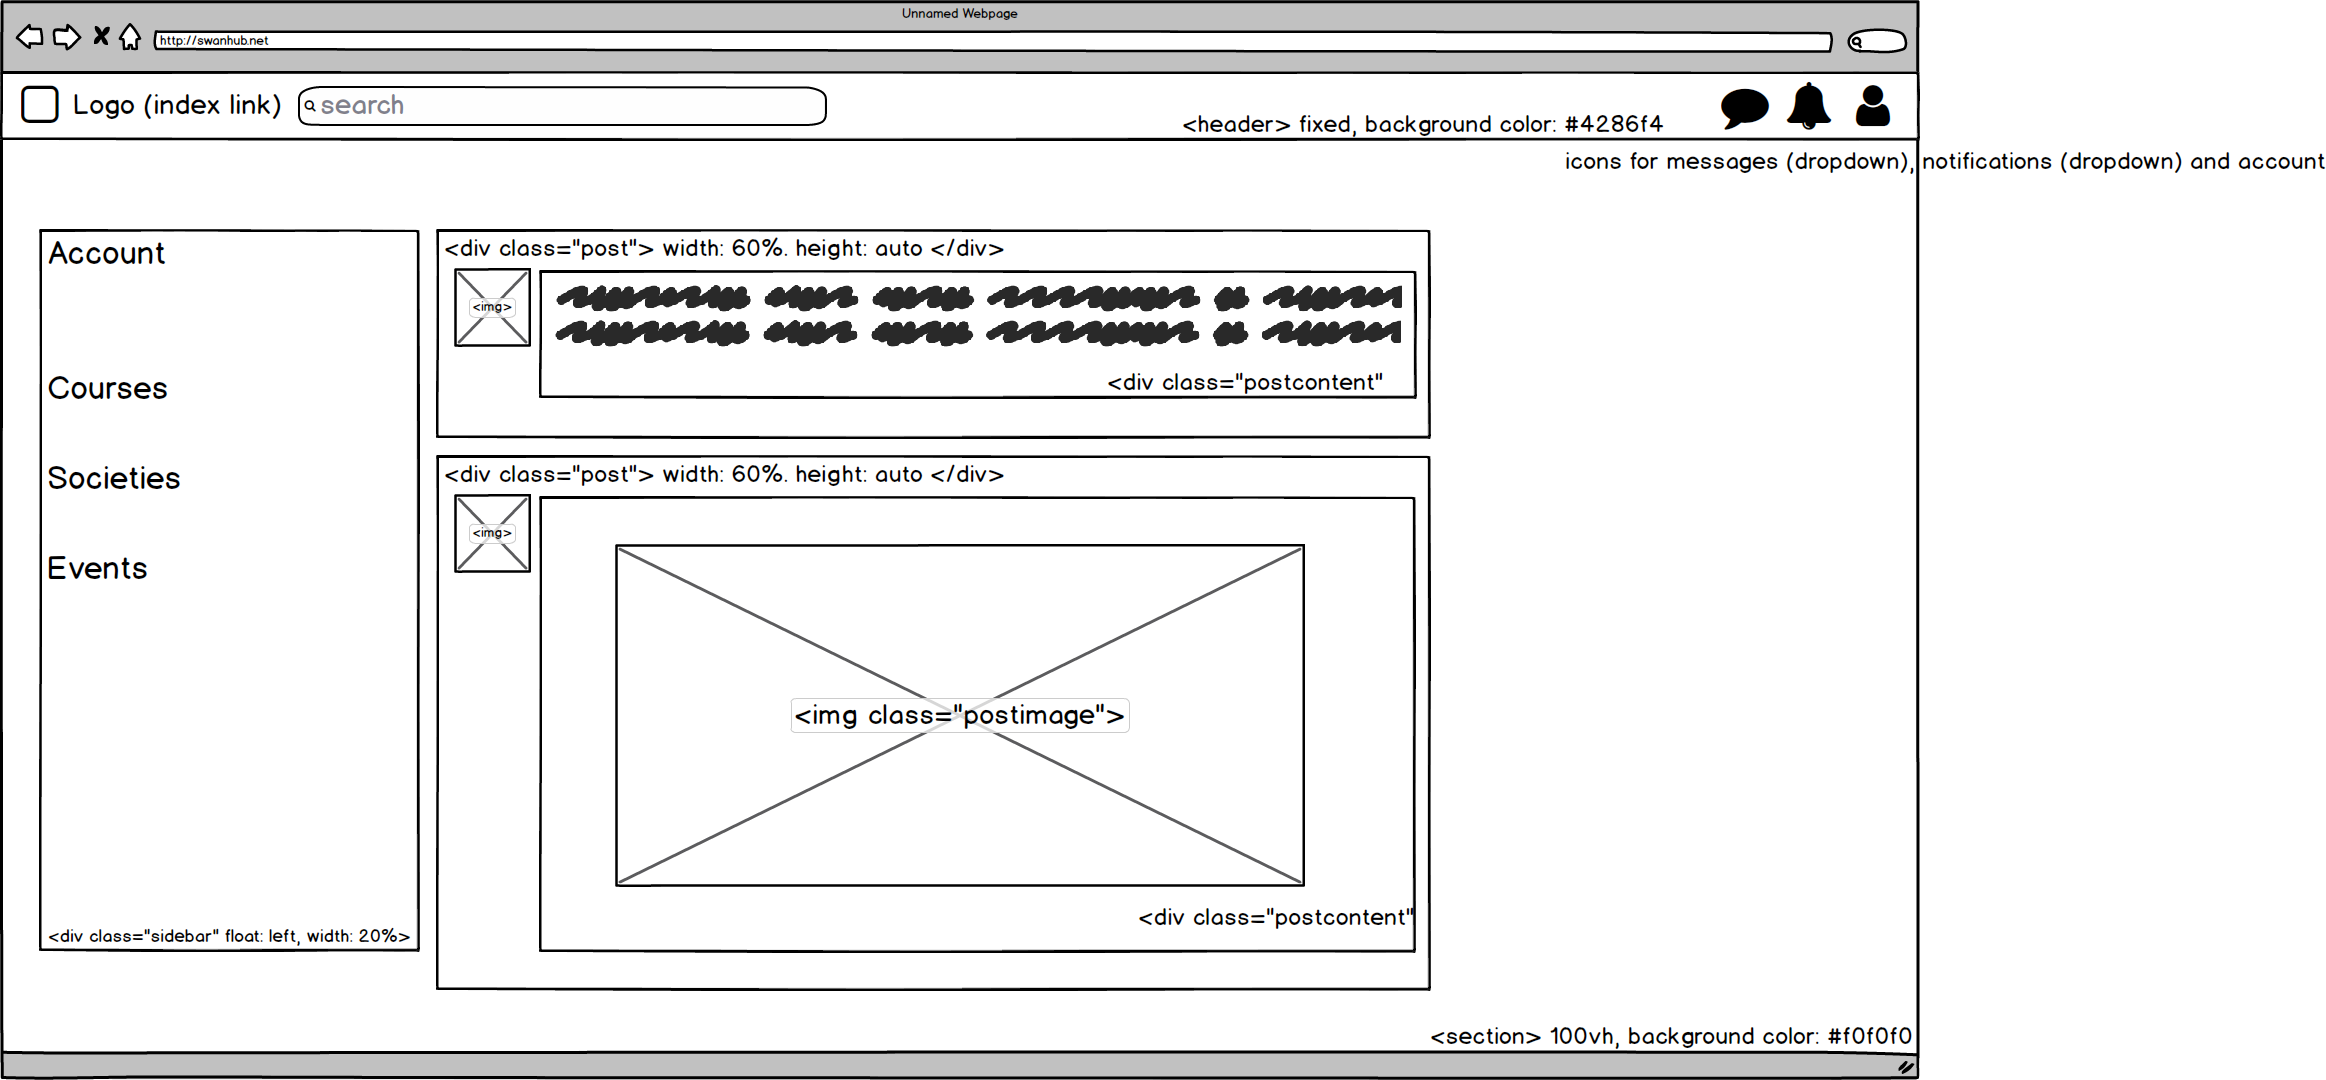 Unnamed Webpage
http://swanhub.net
Logo (index link)
search
<header> fixed, background color: #4286f4
icons for messages (dropdown), notifications (dropdown) and account
Account
Courses
Societies
Events
<div class="sidebar" float: left, width: 20%>
<div class="post"> width: 60%. height: auto </div>
<img>
<div class="postcontent"
<div class="post"> width: 60%. height: auto </div>
<img>
<img class="postimage">
<div class="postcontent"
<section> 100vh, background color: #f0f0f0